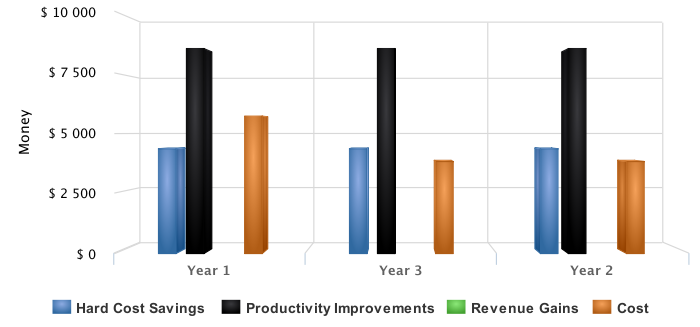 $ 10 000
$ 7 500
$ 5 000
$ 2 500
$ 0
Money
Year 1
Year 3
Year 2
Hard Cost Savings
Productivity Improvements
Revenue Gains
Cost